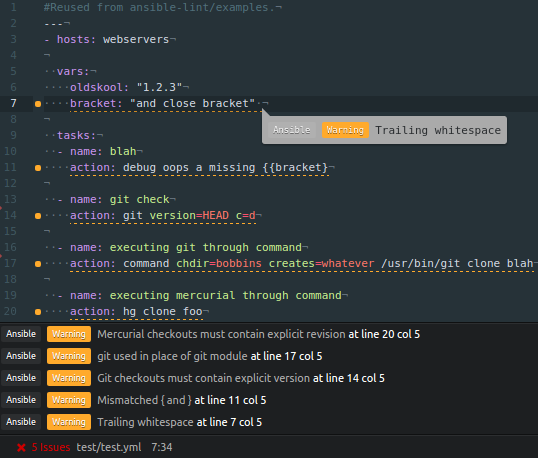 1 #Reused from ansible-lint/examples.¬
2 ---¬
3 - hosts: webservers¬
4 ¬
5 ··vars:¬
6 ····oldskool: "1.2.3"¬
7 ····bracket: "and close bracket"·¬
Ansible Warning Trailing whitespace
8 ¬
9 ··tasks:¬
10 ··- name: blah¬
11 ····action: debug oops a missing {{bracket}¬
12 ¬
13 ··- name: git check¬
14 ····action: git version=HEAD c=d¬
15 ¬
16 ··- name: executing git through command¬
17 ····action: command chdir=bobbins creates=whatever /usr/bin/git clone blah¬
18 ¬
19 ··- name: executing mercurial through command¬
20 ····action: hg clone foo¬
Ansible Warning Mercurial checkouts must contain explicit revision at line 20 col 5
Ansible Warning git used in place of git module at line 17 col 5
Ansible Warning Git checkouts must contain explicit version at line 14 col 5
Ansible Warning Mismatched { and } at line 11 col 5
Ansible Warning Trailing whitespace at line 7 col 5
✕ 5 Issues test/test.yml 7:34